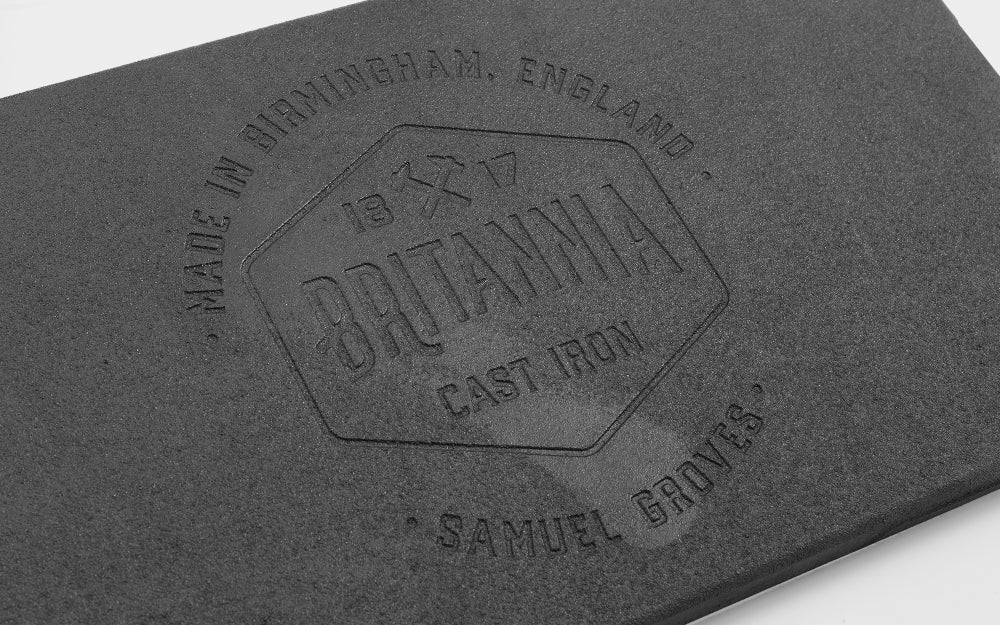 · MADE IN BIRMINGHAM, ENGLAND ·
18 17
BRITANNIA
CAST IRON
· SAMUEL GROVES ·